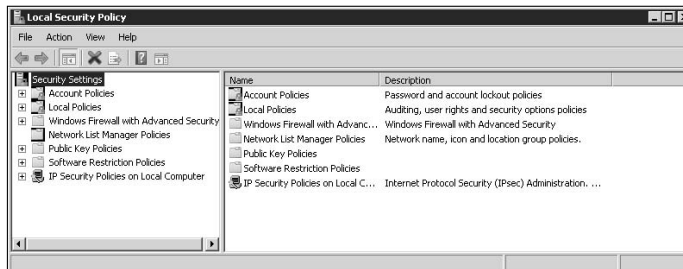 Local Security Policy
File Action View Help
Security Settings
Account Policies
Local Policies
Windows Firewall with Advanced Security
Network List Manager Policies
Public Key Policies
Software Restriction Policies
IP Security Policies on Local Computer
Name Description
Account Policies Password and account lockout policies
Local Policies Auditing, user rights and security options policies
Windows Firewall with Advanc... Windows Firewall with Advanced Security
Network List Manager Policies Network name, icon and location group policies.
Public Key Policies
Software Restriction Policies
IP Security Policies on Local C... Internet Protocol Security (IPsec) Administration. ...